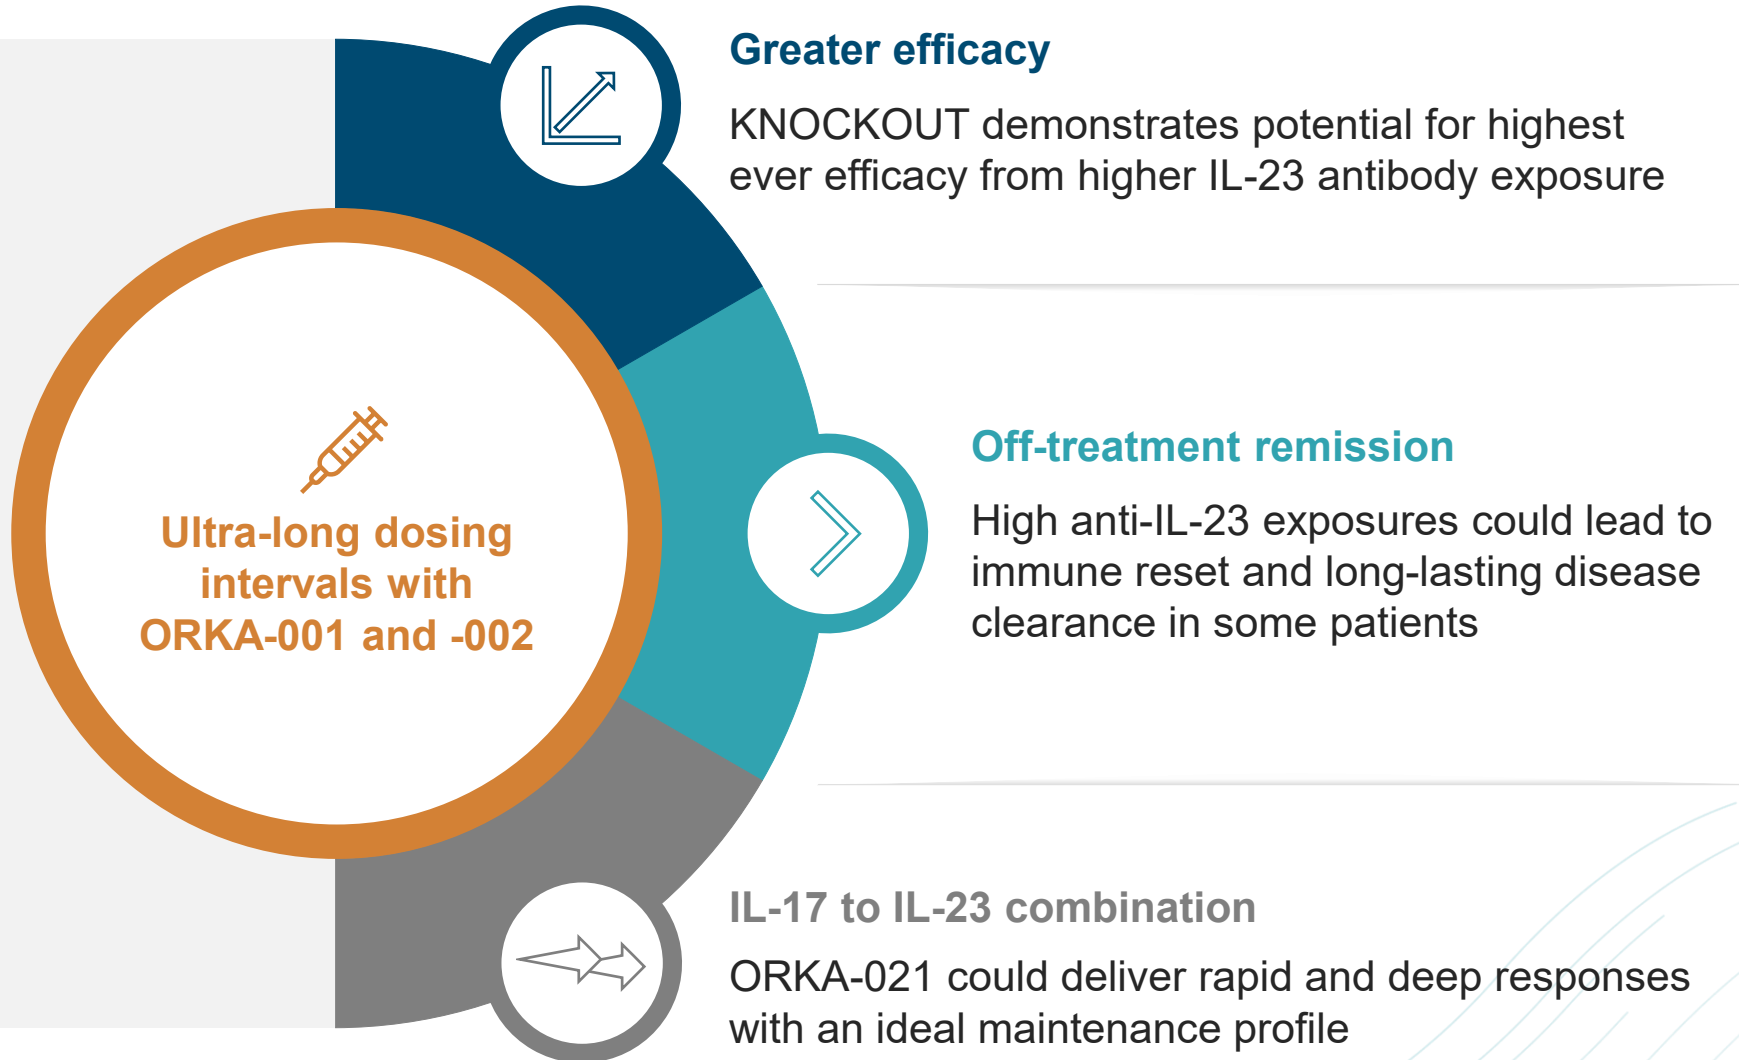 Greater efficacy
KNOCKOUT demonstrates potential for highest
ever efficacy from higher IL-23 antibody exposure
Ultra-long dosing
intervals with
ORKA-001 and -002
Off-treatment remission
High anti-IL-23 exposures could lead to
immune reset and long-lasting disease
clearance in some patients
IL-17 to IL-23 combination
ORKA-021 could deliver rapid and deep responses
with an ideal maintenance profile